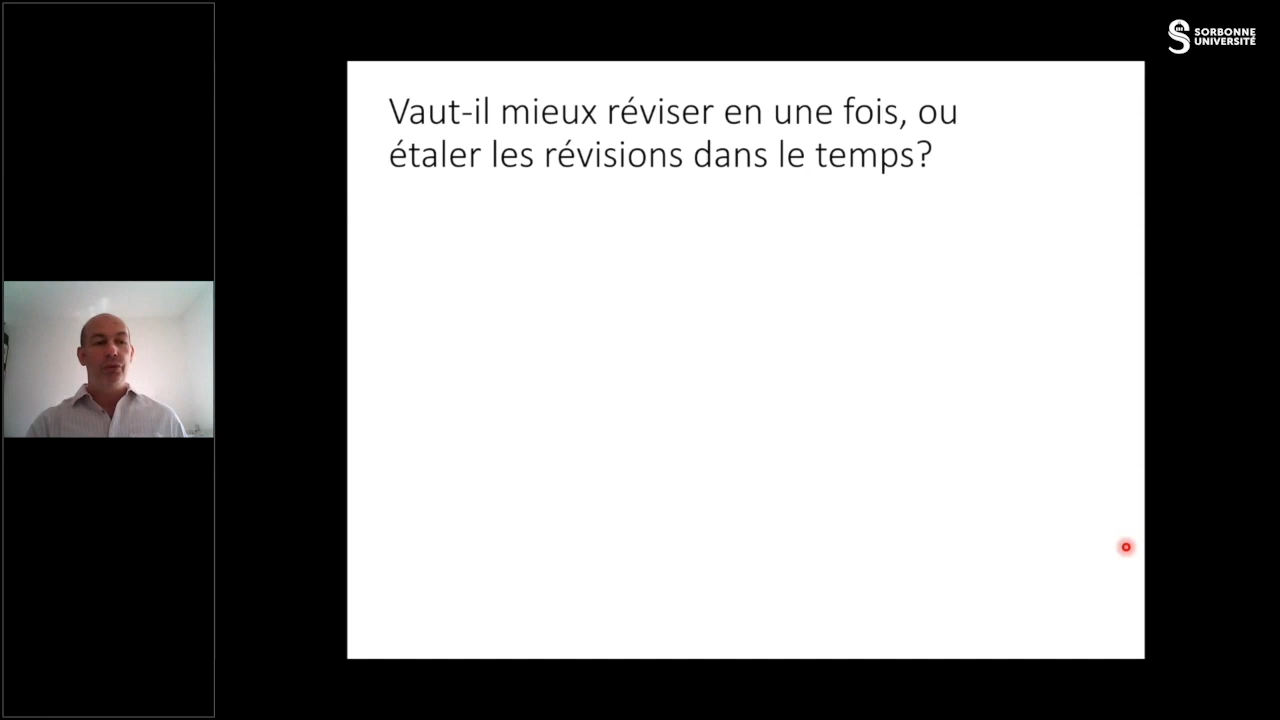 SORBONNE
UNIVERSITÉ
Vaut-il mieux réviser en une fois, ou
étaler les révisions dans le temps?